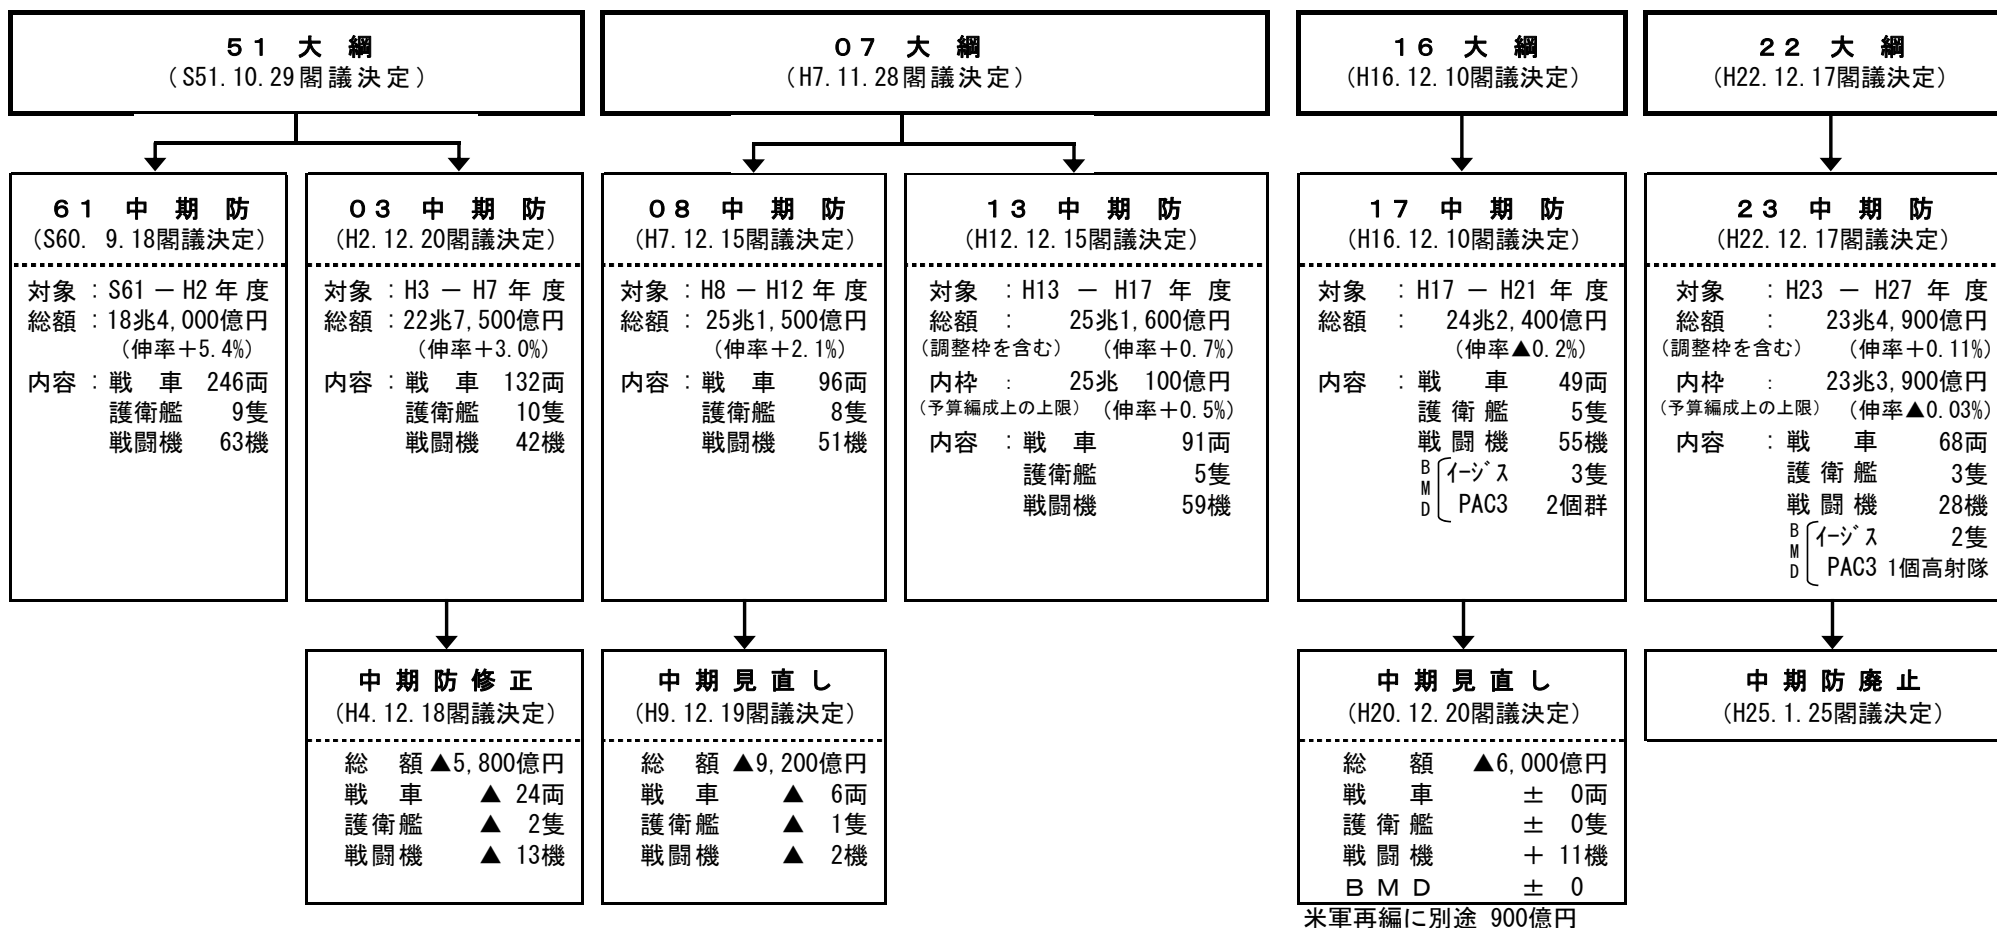 ５１ 大 綱
（S51.10.29閣議決定）
０７ 大 綱
（H7.11.28閣議決定）
１６ 大 綱
（H16.12.10閣議決定）
２２ 大 綱
（H22.12.17閣議決定）
６１ 中 期 防
（S60. 9.18閣議決定）
対象 ：S61 － H2 年 度
総額 ：18兆4,000億円
（伸率＋5.4%）
内容 ：戦 車 246両
護衛艦 9隻
戦闘機 63機
０３ 中 期 防
（H2.12.20閣議決定）
対象 ：H3 － H7 年 度
総額 ：22兆7,500億円
（伸率＋3.0%）
内容 ：戦 車 132両
護衛艦 10隻
戦闘機 42機
０８ 中 期 防
（H7.12.15閣議決定）
対象 ：H8 － H12 年 度
総額 ：25兆1,500億円
（伸率＋2.1%）
内容 ：戦 車 96両
護衛艦 8隻
戦闘機 51機
１３ 中 期 防
（H12.12.15閣議決定）
対象 ：H13 － H17 年 度
総額 ： 25兆1,600億円
（調整枠を含む） （伸率＋0.7%）
内枠 ： 25兆 100億円
（予算編成上の上限） （伸率＋0.5%）
内容 ：戦 車 91両
護衛艦 5隻
戦闘機 59機
１７ 中 期 防
（H16.12.10閣議決定）
対象 ：H17 － H21 年 度
総額 ： 24兆2,400億円
（伸率▲0.2%）
内容 ：戦 車 49両
護 衛 艦 5隻
戦 闘 機 55機
BMD イージス 3隻
PAC3 2個群
２３ 中 期 防
（H22.12.17閣議決定）
対象 ：H23 － H27 年 度
総額 ： 23兆4,900億円
（調整枠を含む） （伸率＋0.11%）
内枠 ： 23兆3,900億円
（予算編成上の上限） （伸率▲0.03%）
内容 ：戦 車 68両
護 衛 艦 3隻
戦 闘 機 28機
BMD イージス 2隻
PAC3 1個高射隊
中 期 防 修 正
（H4.12.18閣議決定）
総 額 ▲5,800億円
戦 車 ▲ 24両
護衛艦 ▲ 2隻
戦闘機 ▲ 13機
中 期 見 直 し
（H9.12.19閣議決定）
総 額 ▲9,200億円
戦 車 ▲ 6両
護衛艦 ▲ 1隻
戦闘機 ▲ 2機
中 期 見 直 し
（H20.12.20閣議決定）
総 額 ▲6,000億円
戦 車 ± 0両
護 衛 艦 ± 0隻
戦 闘 機 ＋ 11機
ＢＭＤ ± 0
米軍再編に別途 900億円
中 期 防 廃 止
（H25.1.25閣議決定）